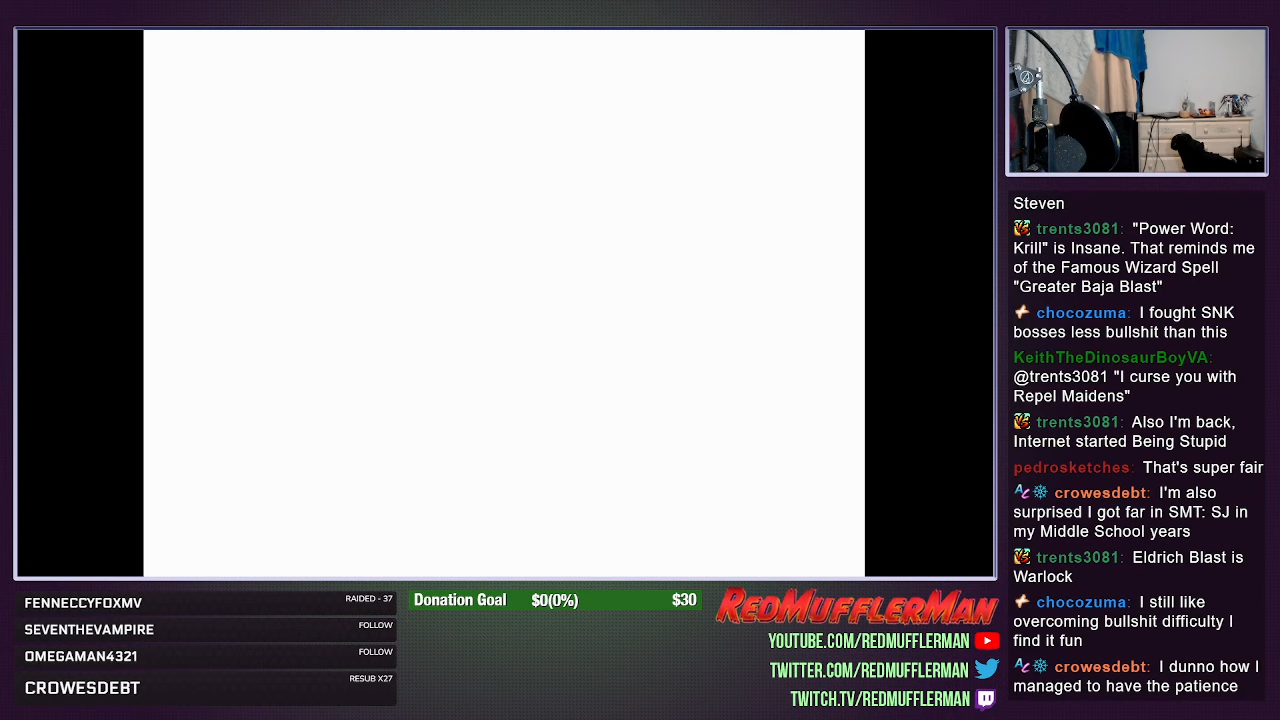 Steven
trents3081: "Power Word:
Krill" is Insane. That reminds me
of the Famous Wizard Spell
"Greater Baja Blast"
chocozuma: I fought SNK
bosses less bullshit than this
KeithTheDinosaurBoyVA:
@trents3081 "I curse you with
Repel Maidens"
trents3081: Also I'm back,
Internet started Being Stupid
pedrosketches: That's super fair
crowesdebt: I'm also
surprised I got far in SMT: SJ in
my Middle School years
trents3081: Eldrich Blast is
Warlock
chocozuma: I still like
overcoming bullshit difficulty I
find it fun
crowesdebt: I dunno how I
managed to have the patience
FENNECCYFOXMV RAIDED - 37
SEVENTHEVAMPIRE FOLLOW
OMEGAMAN4321 FOLLOW
CROWESDEBT RESUB X27
Donation Goal $0(0%) $30
REDMUFFLERMAN
YOUTUBE.COM/REDMUFFLERMAN
TWITTER.COM/REDMUFFLERMAN
TWITCH.TV/REDMUFFLERMAN